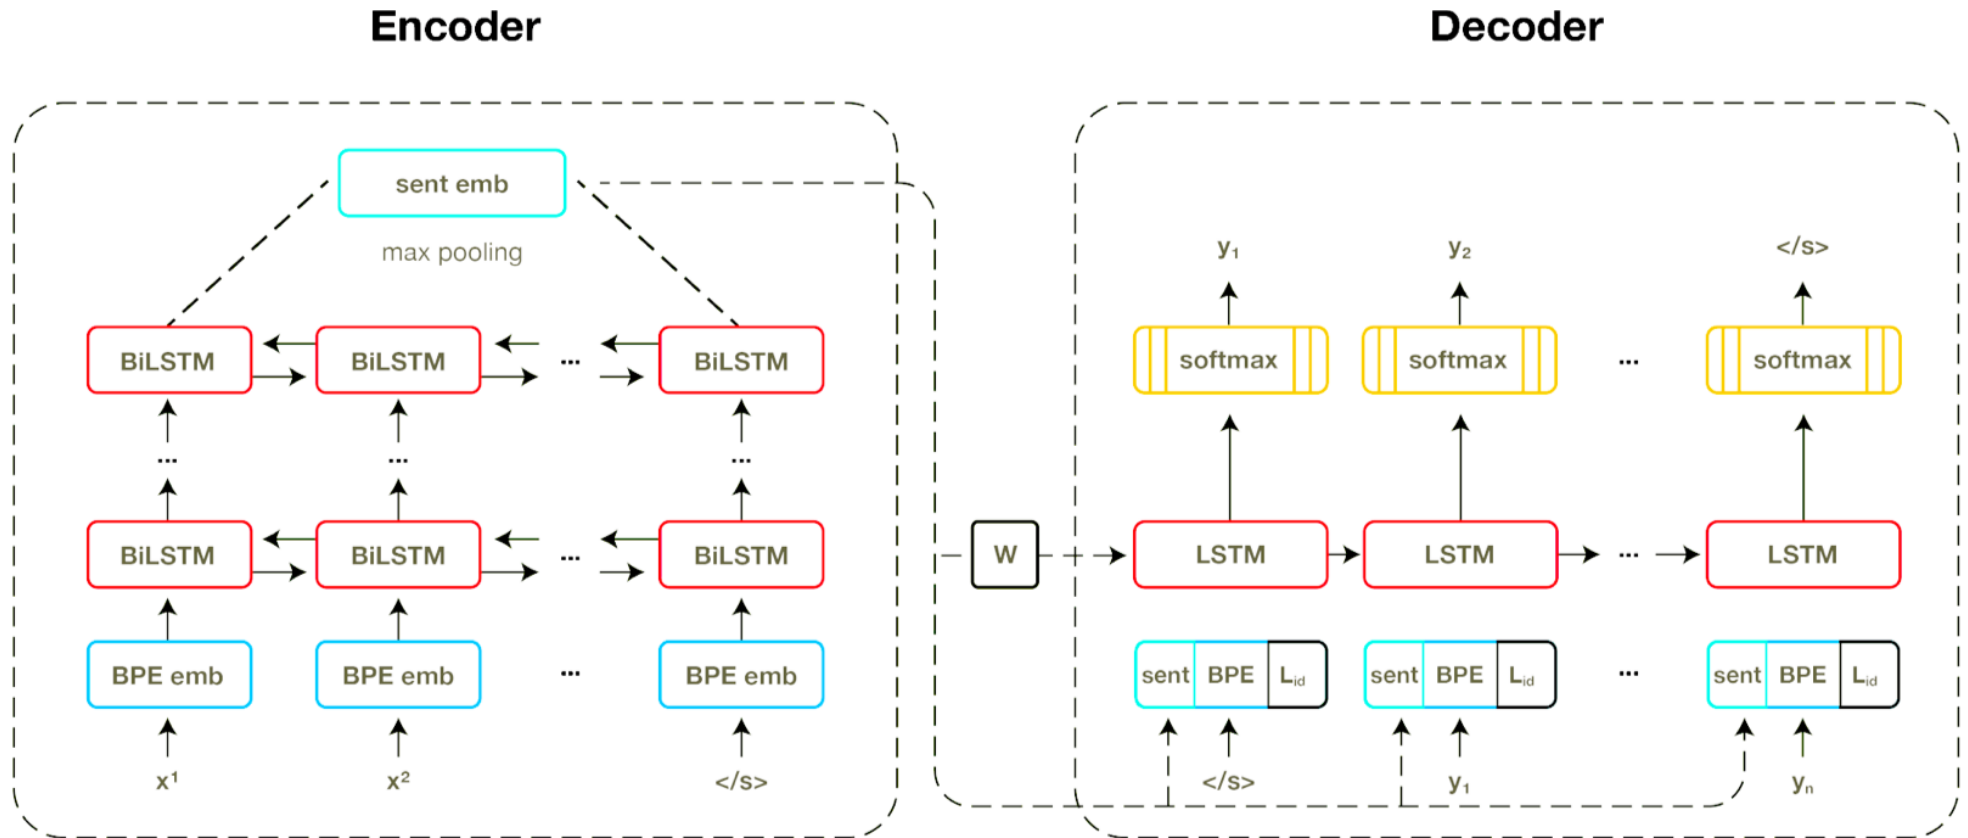 Encoder
Decoder
sent emb
max pooling
y₁ y₂ </s>
BiLSTM BiLSTM ... BiLSTM
softmax softmax ... softmax
... ... ...
BiLSTM BiLSTM ... BiLSTM
W
LSTM LSTM ... LSTM
BPE emb BPE emb ... BPE emb
sent BPE Lid sent BPE Lid ... sent BPE Lid
x¹ x² </s>
</s> y₁ yₙ